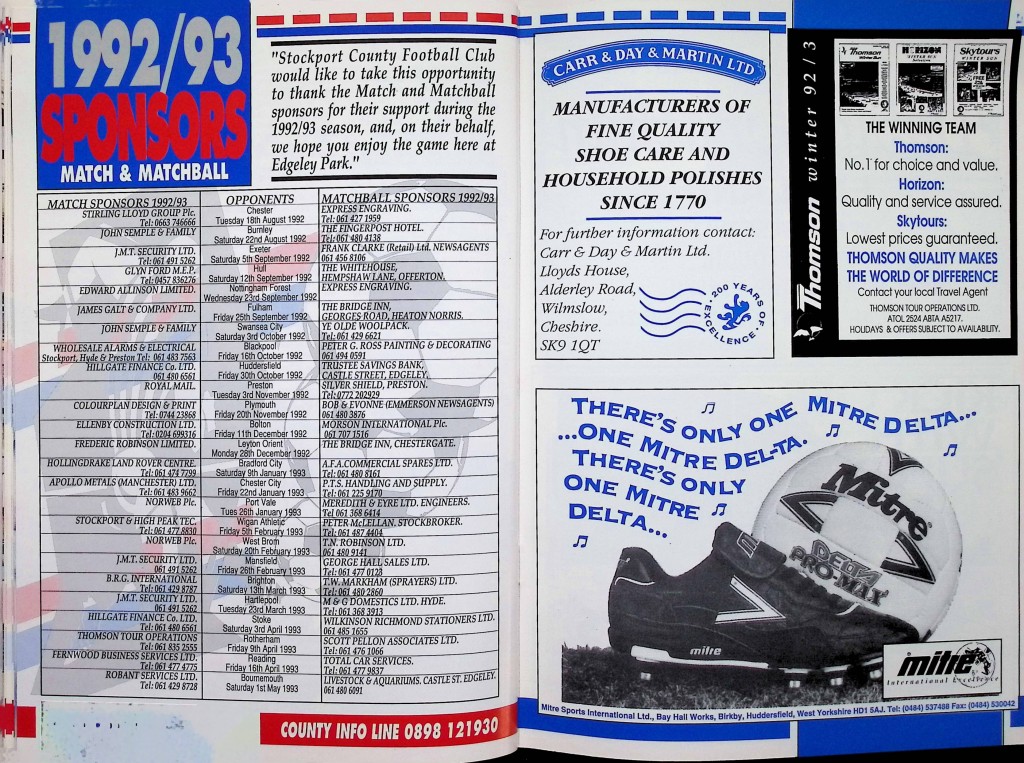 1992/93
SPONSORS
MATCH & MATCHBALL
"Stockport County Football Club
would like to take this opportunity
to thank the Match and Matchball
sponsors for their support during the
1992/93 season, and, on their behalf,
we hope you enjoy the game here at
Edgeley Park."
MATCH SPONSORS 1992/93 OPPONENTS MATCHBALL SPONSORS 1992/93
STIRLING LLOYD GROUP Plc. Chester EXPRESS ENGRAVING.
Tel: 0663 746666 Tuesday 18th August 1992 Tel: 061 427 1959
JOHN SEMPLE & FAMILY Burnley THE FINGERPOST HOTEL.
Saturday 22nd August 1992 Tel: 061 480 4138
J.M.T. SECURITY LTD. Exeter FRANK CLARKE (Retail) Ltd. NEWSAGENTS
Tel: 061 491 5262 Saturday 5th September 1992 061 456 8106
GLYN FORD M.E.P. Hull THE WHITEHOUSE,
Tel: 0457 836276 Saturday 12th September 1992 HEMPSHAW LANE, OFFERTON.
EDWARD ALLINSON LIMITED. Nottingham Forest EXPRESS ENGRAVING.
Wednesday 23rd September 1992
JAMES GALT & COMPANY LTD. Fulham THE BRIDGE INN,
Friday 25th September 1992 GEORGES ROAD, HEATON NORRIS.
JOHN SEMPLE & FAMILY Swansea City YE OLDE WOOLPACK.
Saturday 3rd October 1992 Tel: 061 429 6621
WHOLESALE ALARMS & ELECTRICAL Blackpool PETER G. ROSS PAINTING & DECORATING
Stockport, Hyde & Preston Tel: 061 483 7563 Friday 16th October 1992 061 494 0591
HILLGATE FINANCE Co. LTD. Huddersfield TRUSTEE SAVINGS BANK,
061 480 6561 Friday 30th October 1992 CASTLE STREET, EDGELEY.
ROYAL MAIL. Preston SILVER SHIELD, PRESTON.
Tuesday 3rd November 1992 Tel: 0772 202929
COLOURPLAN DESIGN & PRINT Plymouth BOB & EVONNE (EMMERSON NEWSAGENTS)
Tel: 0744 23868 Friday 20th November 1992 061 480 3876
ELLENBY CONSTRUCTION LTD. Bolton MORSON INTERNATIONAL Plc.
Tel: 0204 699316 Friday 11th December 1992 061 707 1516
FREDERIC ROBINSON LIMITED. Leyton Orient THE BRIDGE INN, CHESTERGATE.
Monday 28th December 1992
HOLLINGDRAKE LAND ROVER CENTRE. Bradford City A.F.A.COMMERCIAL SPARES LTD.
Tel: 061 474 7799 Saturday 9th January 1993 Tel: 061 480 8161
APOLLO METALS (MANCHESTER) LTD. Chester City P.T.S. HANDLING AND SUPPLY.
Tel: 061 483 9662 Friday 22nd January 1993 Tel: 061 225 9170
NORWEB Plc. Port Vale MEREDITH & EYRE LTD. ENGINEERS.
Tues 26th January 1993 Tel: 061 368 6414
STOCKPORT & HIGH PEAK TEC. Wigan Athletic PETER McLELLAN. STOCKBROKER.
Tel: 061 477 8830 Friday 5th February 1993 Tel: 061 487 4404
NORWEB Plc. West Brom T.N. ROBINSON LTD.
Saturday 20th February 1993 061 480 9141
J.M.T. SECURITY LTD. Mansfield GEORGE HALL SALES LTD.
061 491 5262 Friday 26th February 1993 Tel: 061 477 0128
B.R.G. INTERNATIONAL Brighton T.W. MARKHAM (SPRAYERS) LTD.
Tel: 061 429 8787 Saturday 13th March 1993 Tel: 061 480 2860
J.M.T. SECURITY LTD. Hartlepool M & G DOMESTICS LTD. HYDE.
Tel: 061 491 5262 Tuesday 23rd March 1993 Tel: 061 368 3913
HILLGATE FINANCE Co. LTD. Stoke WILKINSON RICHMOND STATIONERS LTD.
Tel: 061 480 6561 Saturday 3rd April 1993 061 485 1655
THOMSON TOUR OPERATIONS Rotherham SCOTT PELLON ASSOCIATES LTD.
Tel: 061 835 2555 Friday 9th April 1993 Tel: 061 476 1066
FERNWOOD BUSINESS SERVICES LTD. Reading TOTAL CAR SERVICES.
Tel: 061 477 4775 Friday 16th April 1993 Tel: 061 477 9837
ROBANT SERVICES LTD. Bournemouth LIVESTOCK & AQUARIUMS. CASTLE ST. EDGELEY.
Tel: 061 429 8728 Saturday 1st May 1993 061 480 6091
COUNTY INFO LINE 0898 121930
CARR & DAY & MARTIN LTD
MANUFACTURERS OF
FINE QUALITY
SHOE CARE AND
HOUSEHOLD POLISHES
SINCE 1770
For further information contact:
Carr & Day & Martin Ltd.
Lloyds House,
Alderley Road,
Wilmslow,
Cheshire.
SK9 1QT
200 YEARS OF EXCELLENCE
Thomson winter 92/3
Thomson HORIZON Skytours
THE WINNING TEAM
Thomson:
No.1 for choice and value.
Horizon:
Quality and service assured.
Skytours:
Lowest prices guaranteed.
THOMSON QUALITY MAKES
THE WORLD OF DIFFERENCE
Contact your local Travel Agent
THOMSON TOUR OPERATIONS LTD.
ATOL 2524 ABTA A5217.
HOLIDAYS & OFFERS SUBJECT TO AVAILABILITY.
THERE'S ONLY ONE MITRE DELTA...
...ONE MITRE DEL-TA.
THERE'S ONLY
ONE MITRE
DELTA...
Mitre
DELTA
PRO-MAX
mitre
mitre
International Excellence
Mitre Sports International Ltd., Bay Hall Works, Birkby, Huddersfield, West Yorkshire HD1 5AJ. Tel: (0484) 537488 Fax: (0484) 530042